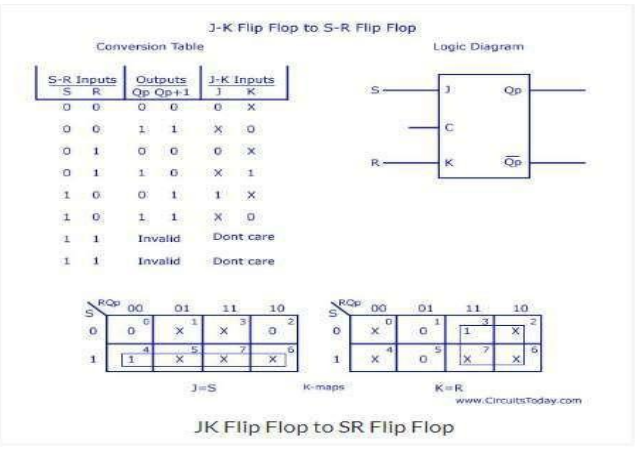 J-K Flip Flop to S-R Flip Flop
Conversion Table
Logic Diagram
S-R Inputs Outputs J-K Inputs
S R Qp Qp+1 J K
0 0 0 0 0 X
0 0 1 1 X 0
0 1 0 0 0 X
0 1 1 0 X 1
1 0 0 1 1 X
1 0 1 1 X 0
1 1 Invalid Dont care
1 1 Invalid Dont care
S J Qp
C
R K Q̅p̅
S RQp 00 01 11 10
0 0 0 X 1 X 3 0 2
1 1 4 X 5 X 7 X 6
J=S
K-maps
S RQp 00 01 11 10
0 X 0 0 1 1 3 X 2
1 X 4 0 5 X 7 X 6
K=R
www.CircuitsToday.com
JK Flip Flop to SR Flip Flop